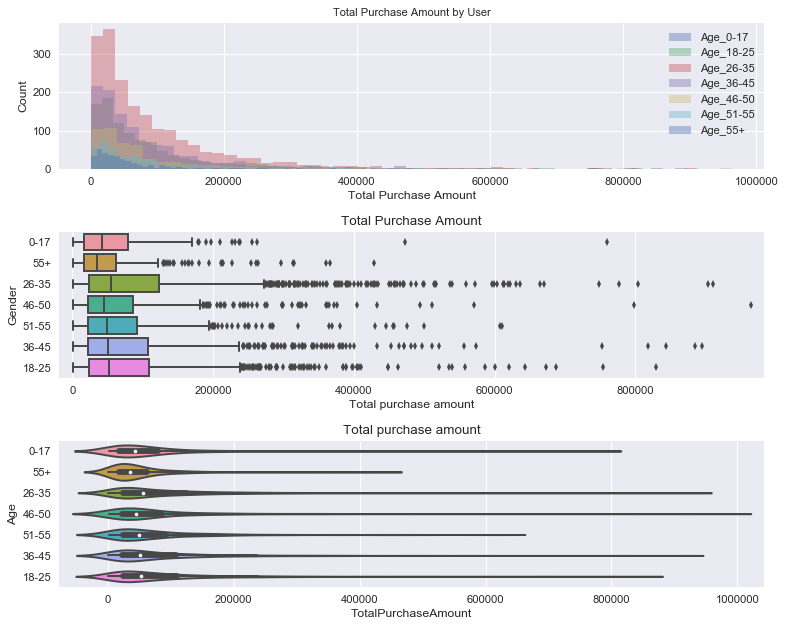 Total Purchase Amount by User
300
200
100
0
Count
Age_0-17
Age_18-25
Age_26-35
Age_36-45
Age_46-50
Age_51-55
Age_55+
0 200000 400000 600000 800000 1000000
Total Purchase Amount
Total Purchase Amount
0-17
55+
26-35
46-50
51-55
36-45
18-25
Gender
0 200000 400000 600000 800000
Total purchase amount
Total purchase amount
0-17
55+
26-35
46-50
51-55
36-45
18-25
Age
0 200000 400000 600000 800000 1000000
TotalPurchaseAmount